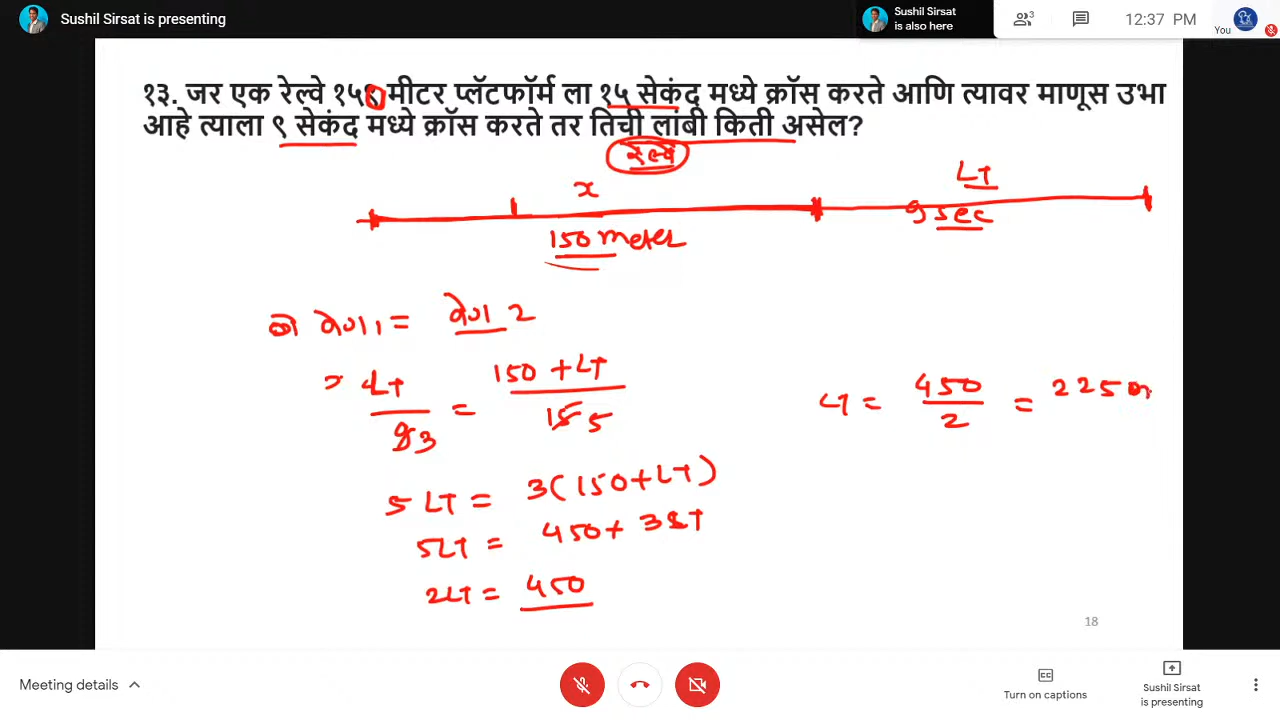 Sushil Sirsat is presenting
Sushil Sirsat
is also here
3
12:37 PM
You
१३. जर एक रेल्वे १५० मीटर प्लॅटफॉर्म ला १५ सेकंद मध्ये क्रॉस करते आणि त्यावर माणूस उभा
आहे त्याला ९ सेकंद मध्ये क्रॉस करते तर तिची लांबी किती असेल?
रेल्वे
x
LT
150 meter
9 sec
वेग1 = वेग 2
= LT/93 = 150 + LT/155
LT = 450/2 = 225 m
5 LT = 3(150+LT)
5LT = 450+ 3LT
2LT = 450
18
Meeting details
Turn on captions
Sushil Sirsat
is presenting